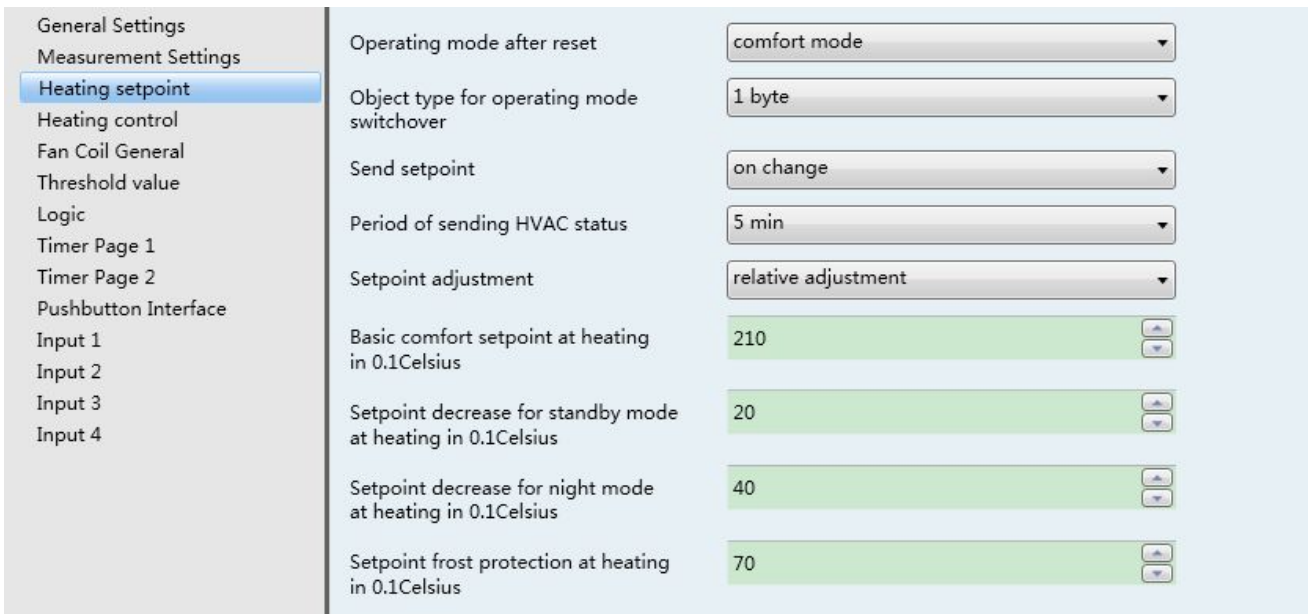 General Settings
Measurement Settings
Heating setpoint
Heating control
Fan Coil General
Threshold value
Logic
Timer Page 1
Timer Page 2
Pushbutton Interface
Input 1
Input 2
Input 3
Input 4
Operating mode after reset
comfort mode
Object type for operating mode
switchover
1 byte
Send setpoint
on change
Period of sending HVAC status
5 min
Setpoint adjustment
relative adjustment
Basic comfort setpoint at heating
in 0.1Celsius
210
Setpoint decrease for standby mode
at heating in 0.1Celsius
20
Setpoint decrease for night mode
at heating in 0.1Celsius
40
Setpoint frost protection at heating
in 0.1Celsius
70